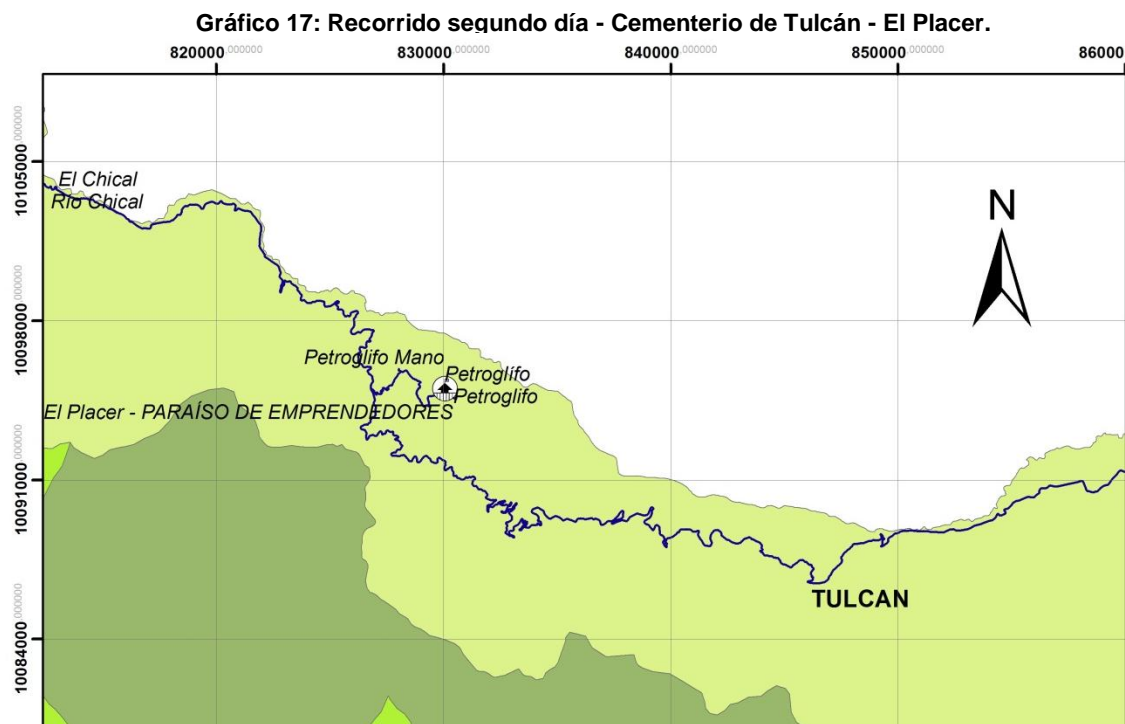 Gráfico 17: Recorrido segundo día - Cementerio de Tulcán - El Placer.
820000,000000
830000,000000
840000,000000
850000,000000
86000
10105000,000000
El Chical
Rio Chical
N
10098000,000000
Petroglifo Mano
Petroglífo
Petroglifo
El Placer - PARAÍSO DE EMPRENDEDORES
10091000,000000
TULCAN
10084000,000000